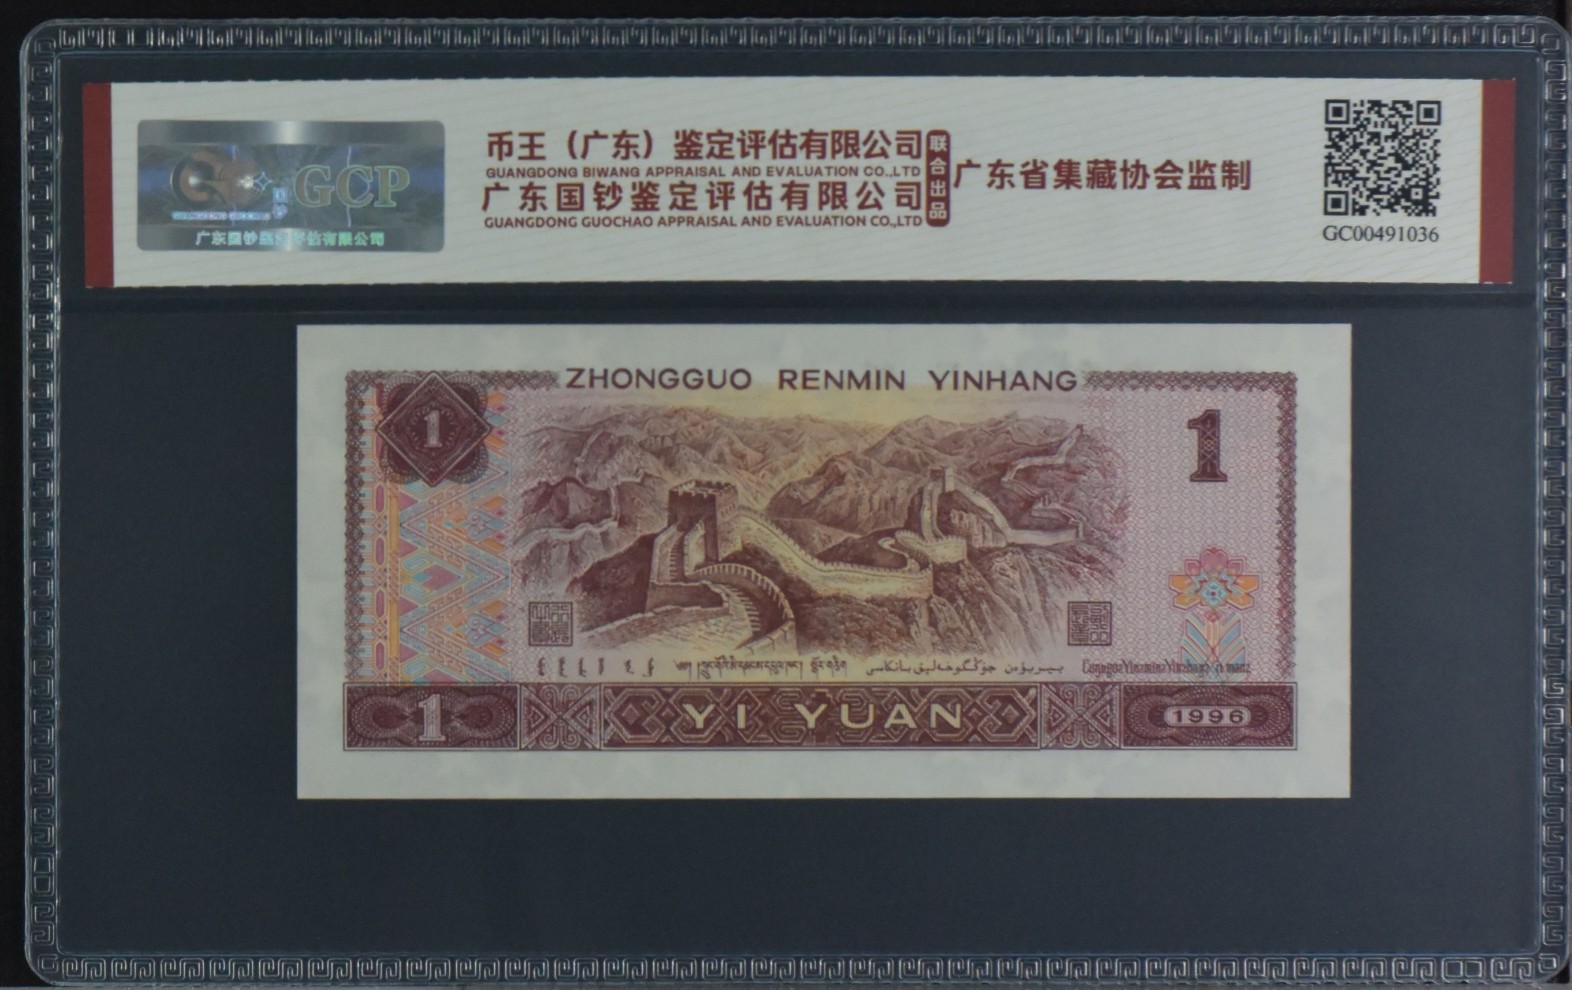 GCP
广东国钞鉴定评估有限公司
币王（广东）鉴定评估有限公司
GUANGDONG BIWANG APPRAISAL AND EVALUATION CO.,LTD
广东国钞鉴定评估有限公司
GUANGDONG GUOCHAO APPRAISAL AND EVALUATION CO.,LTD
联合出品
广东省集藏协会监制
GC00491036
ZHONGGUO RENMIN YINHANG
1
1
1
YI YUAN
1996